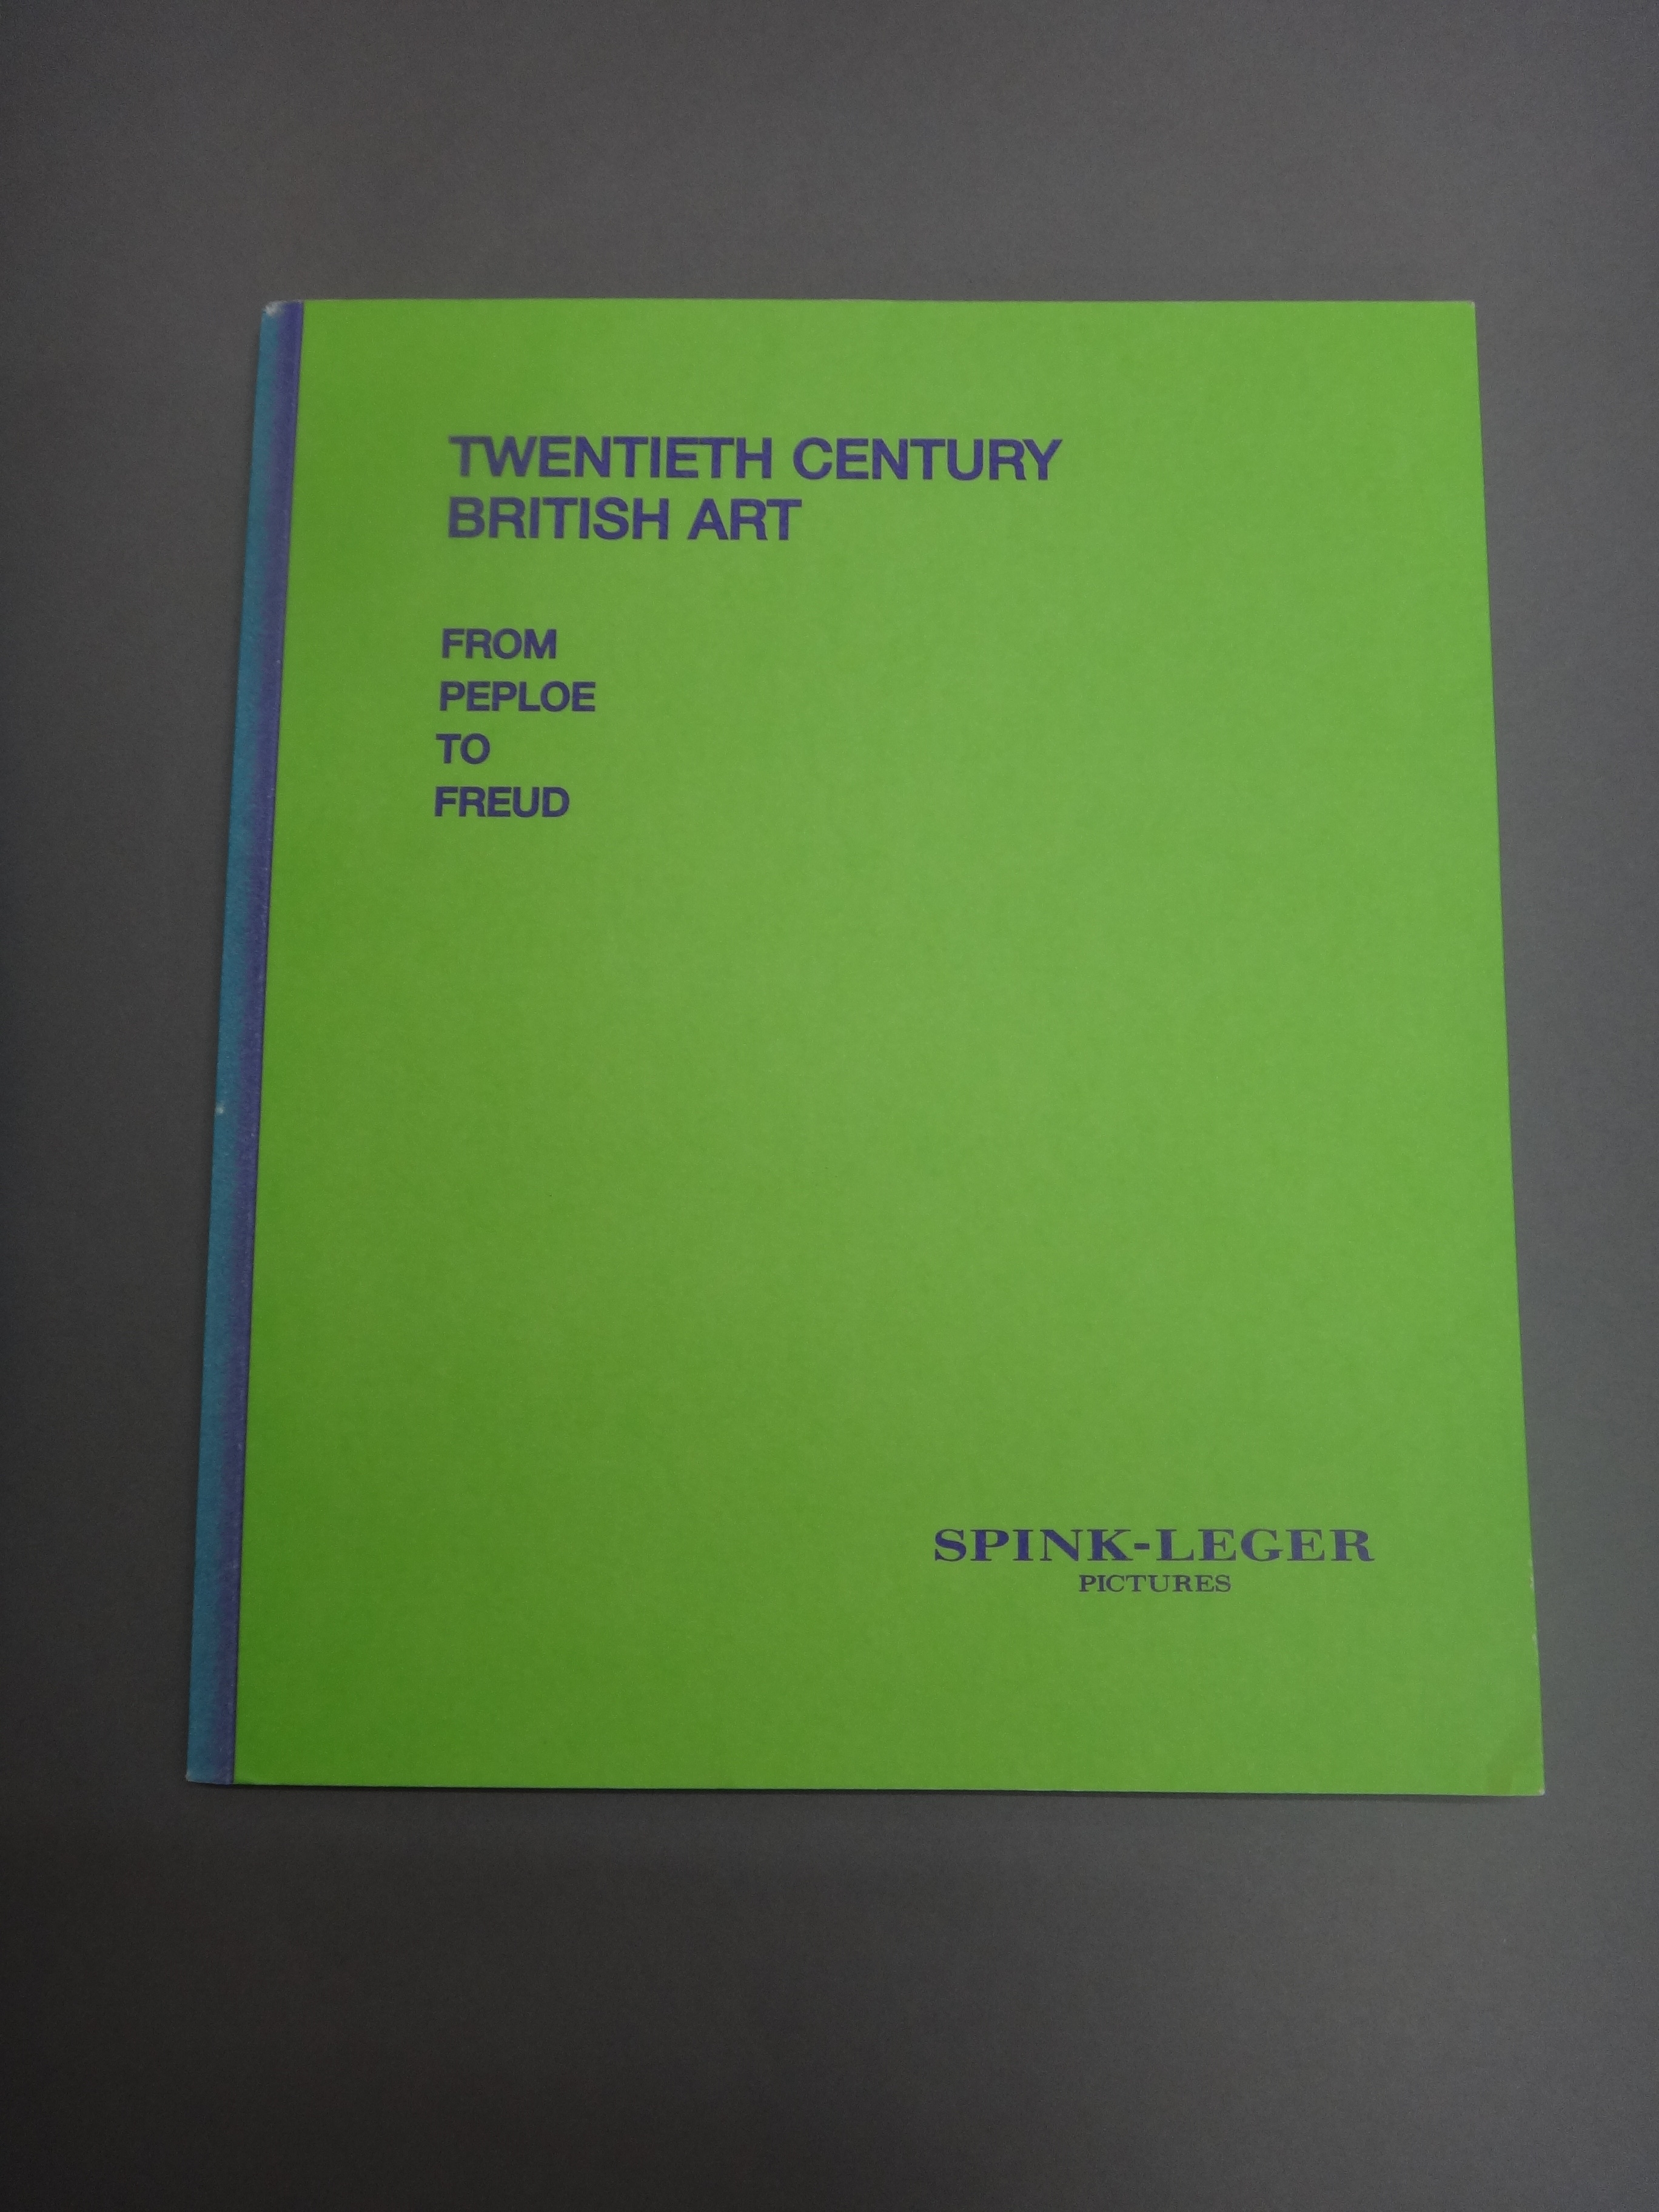 TWENTIETH CENTURY
BRITISH ART
FROM
PEPLOE
TO
FREUD
SPINK-LEGER
PICTURES